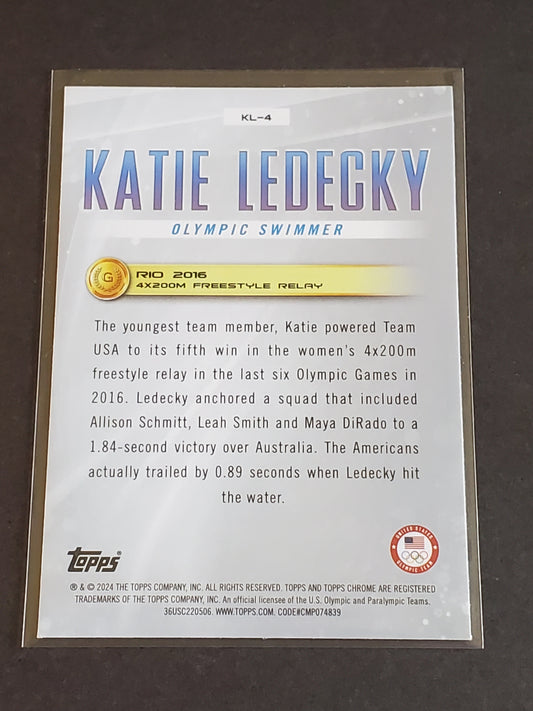 KL-4
KATIE LEDECKY
OLYMPIC SWIMMER
G
RIO 2016
4X200M FREESTYLE RELAY
The youngest team member, Katie powered Team
USA to its fifth win in the women's 4x200m
freestyle relay in the last six Olympic Games in
2016. Ledecky anchored a squad that included
Allison Schmitt, Leah Smith and Maya DiRado to a
1.84-second victory over Australia. The Americans
actually trailed by 0.89 seconds when Ledecky hit
the water.
topps®
UNITED STATES
OLYMPIC TEAM
® & © 2024 THE TOPPS COMPANY, INC. ALL RIGHTS RESERVED. TOPPS AND TOPPS CHROME ARE REGISTERED
TRADEMARKS OF THE TOPPS COMPANY, INC. An official licensee of the U.S. Olympic and Paralympic Teams.
36USC220506. WWW.TOPPS.COM. CODE#CMP074839